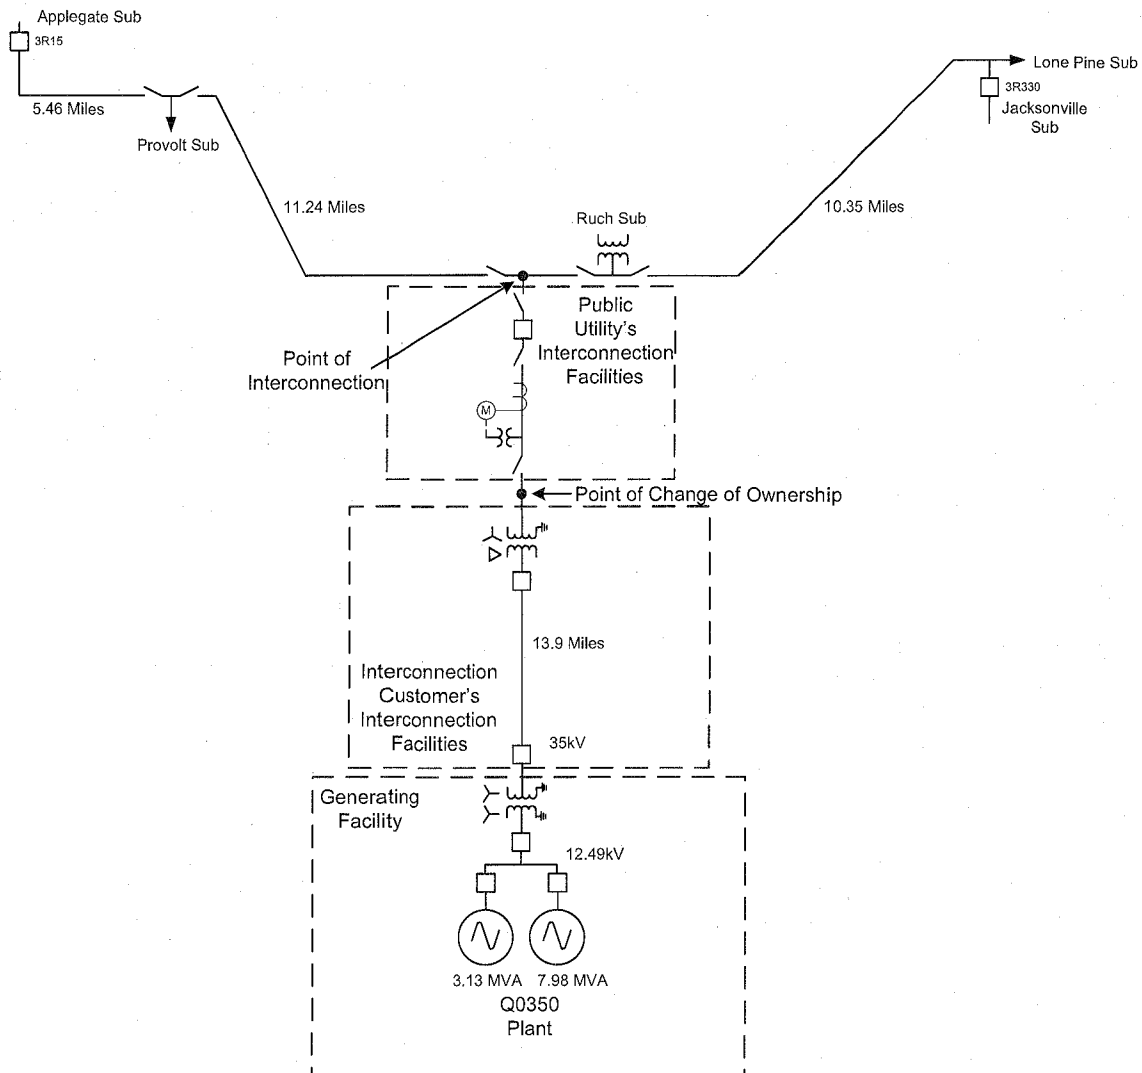 Applegate Sub
3R15
5.46 Miles
Provolt Sub
11.24 Miles
Lone Pine Sub
3R330
Jacksonville
Sub
10.35 Miles
Ruch Sub
Point of
Interconnection
Public
Utility's
Interconnection
Facilities
M
Point of Change of Ownership
13.9 Miles
Interconnection
Customer's
Interconnection
Facilities
35kV
Generating
Facility
12.49kV
3.13 MVA
7.98 MVA
Q0350
Plant